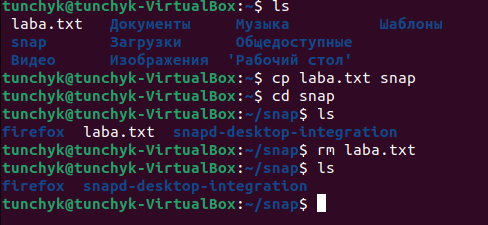 tunchyk@tunchyk-VirtualBox:~$ ls
laba.txt Документы Музыка Шаблоны
snap Загрузки Общедоступные
Видео Изображения 'Рабочий стол'
tunchyk@tunchyk-VirtualBox:~$ cp laba.txt snap
tunchyk@tunchyk-VirtualBox:~$ cd snap
tunchyk@tunchyk-VirtualBox:~/snap$ ls
firefox laba.txt snapd-desktop-integration
tunchyk@tunchyk-VirtualBox:~/snap$ rm laba.txt
tunchyk@tunchyk-VirtualBox:~/snap$ ls
firefox snapd-desktop-integration
tunchyk@tunchyk-VirtualBox:~/snap$